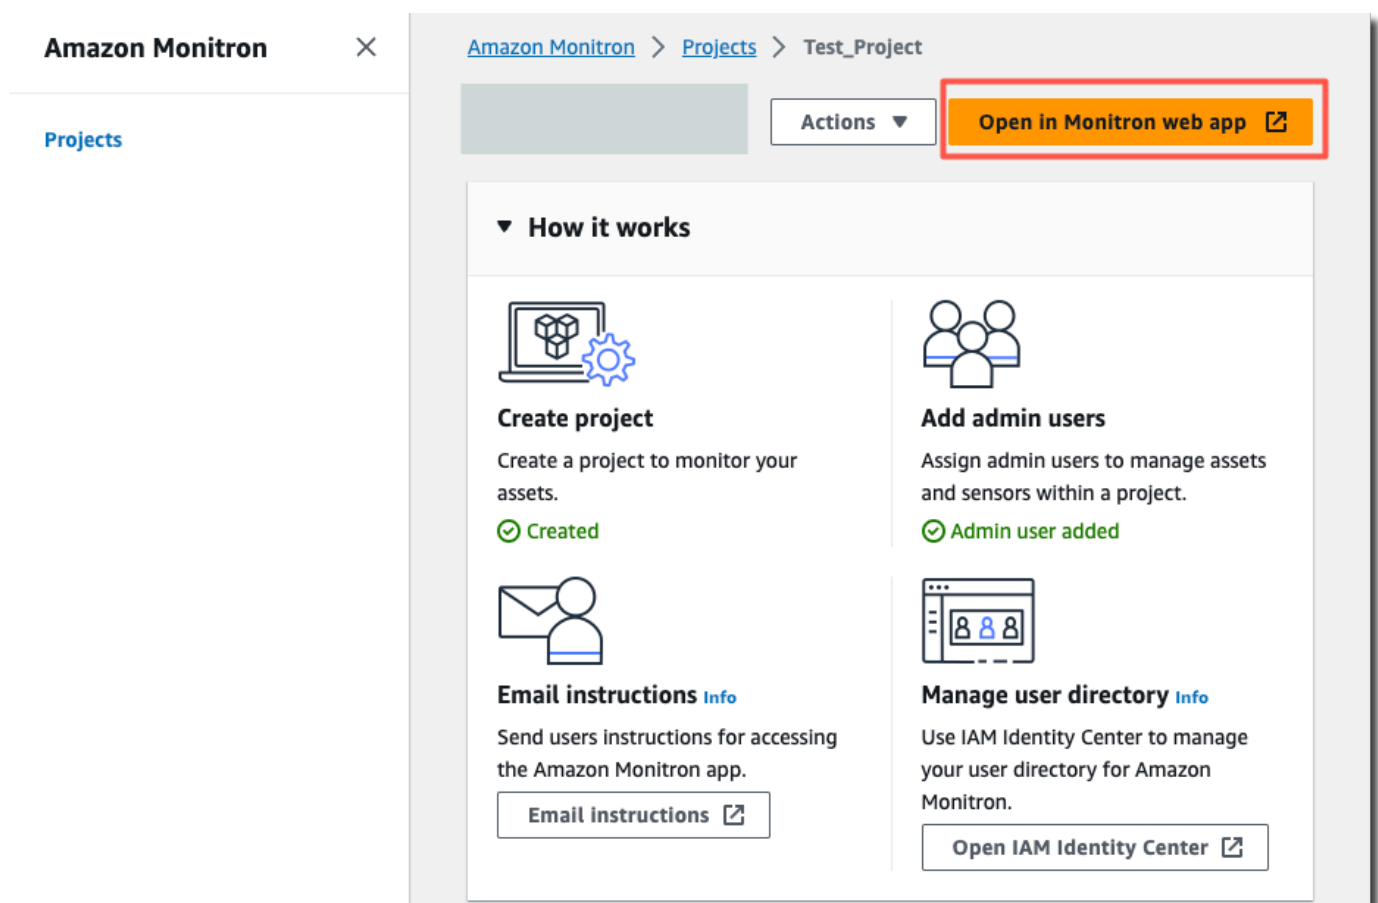 Amazon Monitron
Projects
Amazon Monitron > Projects > Test_Project
Actions
Open in Monitron web app
How it works
Create project
Create a project to monitor your
assets.
Created
Add admin users
Assign admin users to manage assets
and sensors within a project.
Admin user added
Email instructions Info
Send users instructions for accessing
the Amazon Monitron app.
Email instructions
Manage user directory Info
Use IAM Identity Center to manage
your user directory for Amazon
Monitron.
Open IAM Identity Center